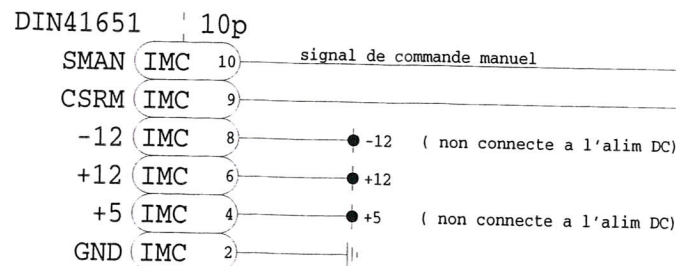 DIN41651 10p
SMAN IMC 10 signal de commande manuel
CSRM IMC 9
-12 IMC 8 -12 ( non connecte a l'alim DC)
+12 IMC 6 +12
+5 IMC 4 +5 ( non connecte a l'alim DC)
GND IMC 2